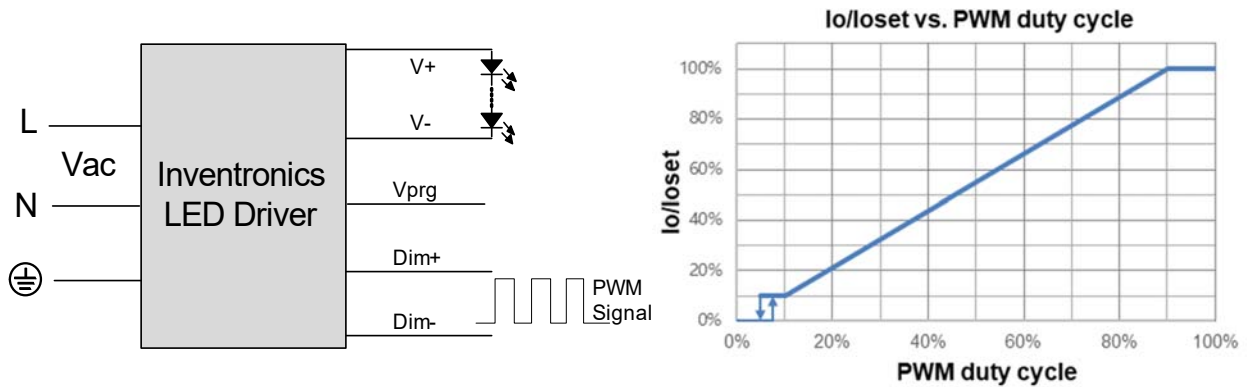 L
Vac
N
Inventronics
LED Driver
V+
V-
Vprg
Dim+
Dim-
PWM
Signal
Io/Ioset vs. PWM duty cycle
Io/Ioset
100%
80%
60%
40%
20%
0%
0% 20% 40% 60% 80% 100%
PWM duty cycle